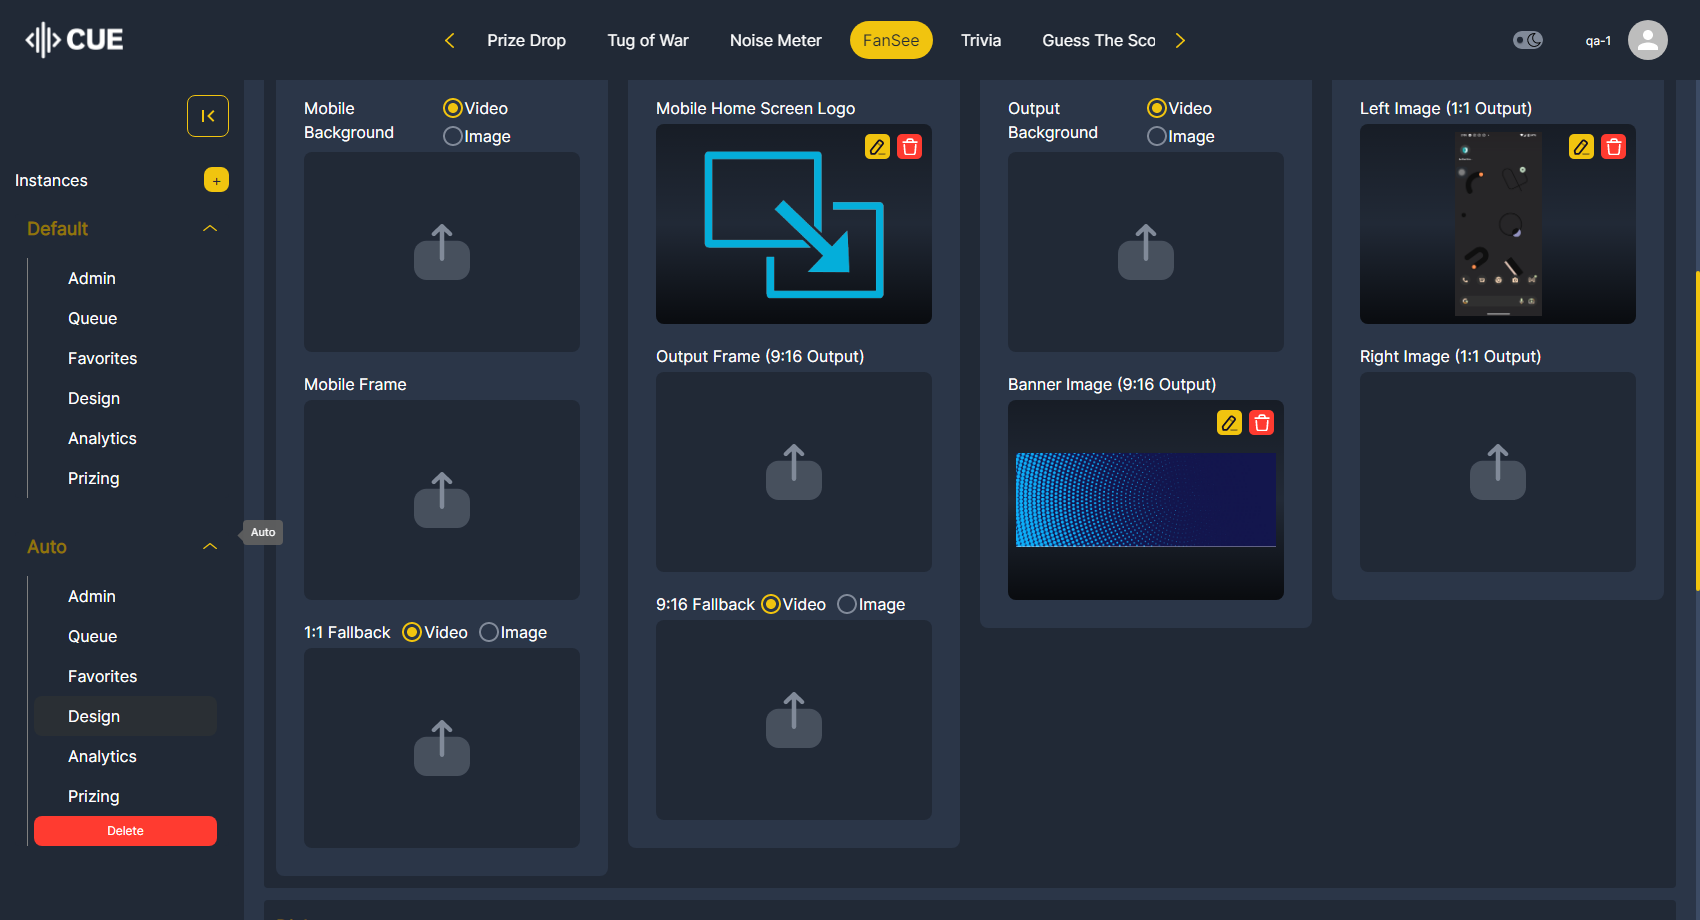 CUE
Prize Drop
Tug of War
Noise Meter
FanSee
Trivia
Guess The Sco
qa-1
Instances
+
Default
Admin
Queue
Favorites
Design
Analytics
Prizing
Auto
Auto
Admin
Queue
Favorites
Design
Analytics
Prizing
Delete
Mobile
Background
Video
Image
Mobile Frame
1:1 Fallback
Video
Image
Mobile Home Screen Logo
Output Frame (9:16 Output)
9:16 Fallback
Video
Image
Output
Background
Video
Image
Banner Image (9:16 Output)
Left Image (1:1 Output)
Right Image (1:1 Output)